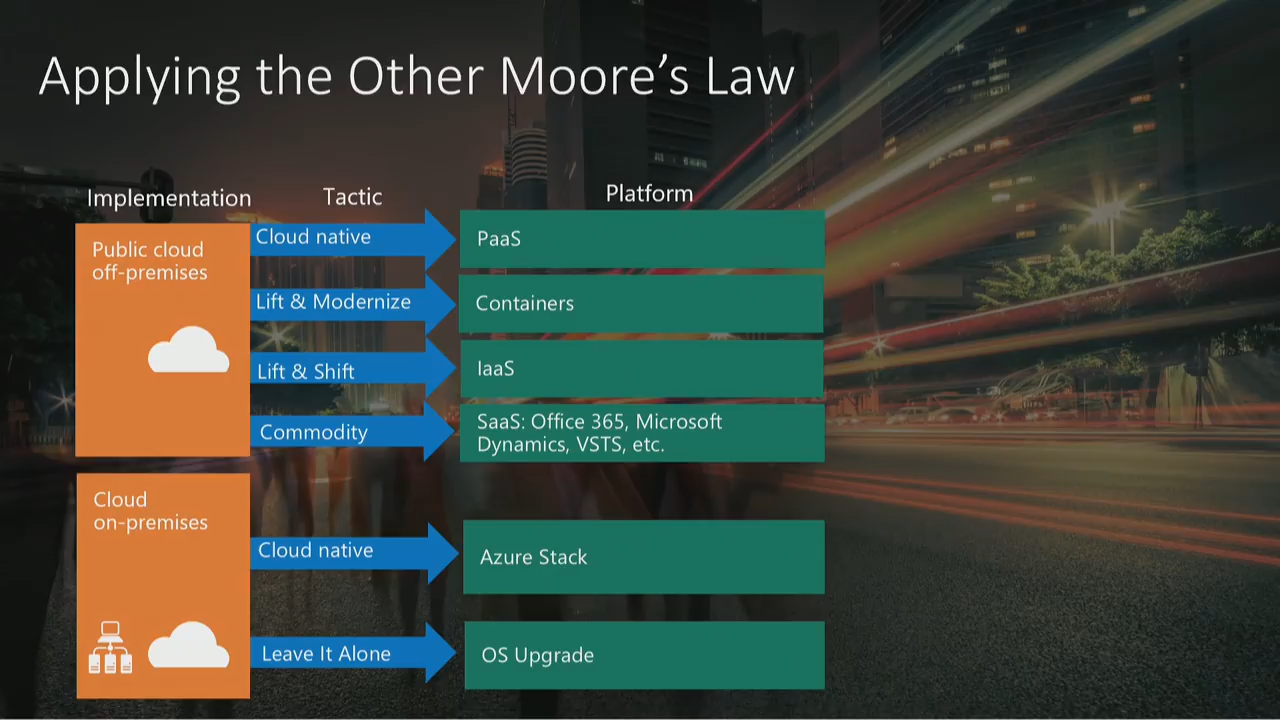 Applying the Other Moore's Law
Implementation
Tactic
Platform
Public cloud
off-premises
Cloud native
PaaS
Lift & Modernize
Containers
Lift & Shift
IaaS
Commodity
SaaS: Office 365, Microsoft
Dynamics, VSTS, etc.
Cloud
on-premises
Cloud native
Azure Stack
Leave It Alone
OS Upgrade